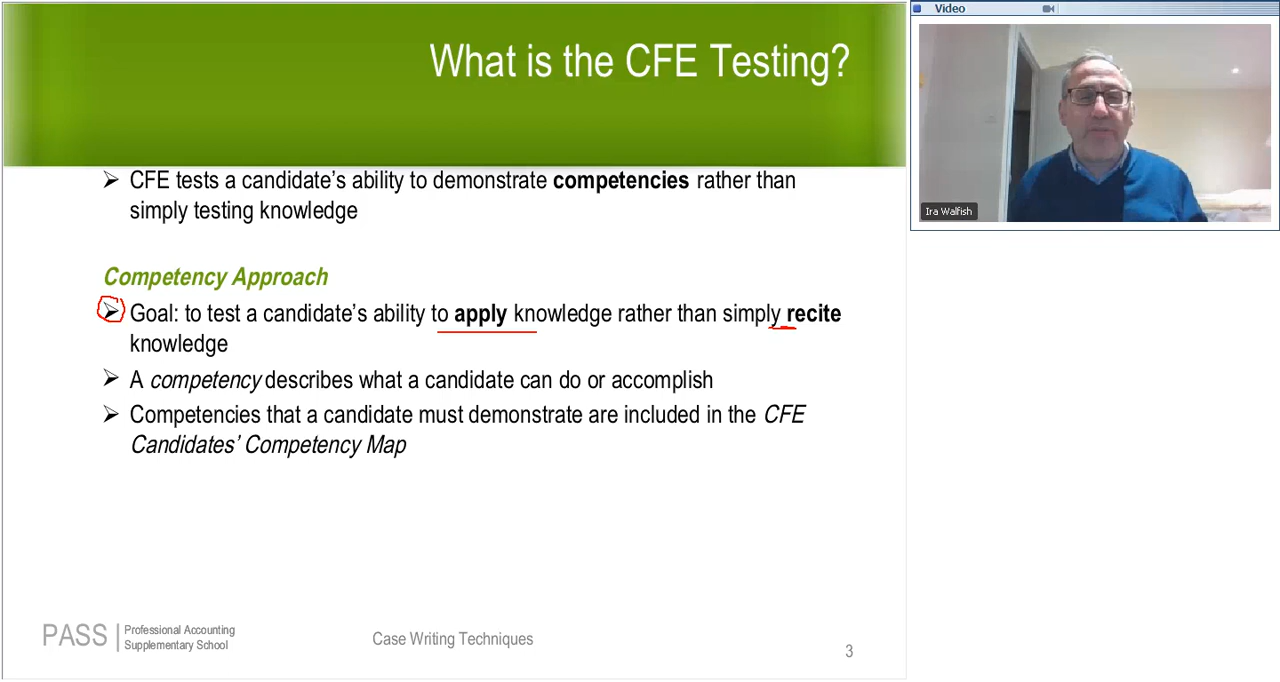 What is the CFE Testing?
➢ CFE tests a candidate’s ability to demonstrate competencies rather than
simply testing knowledge
Competency Approach
➢ Goal: to test a candidate’s ability to apply knowledge rather than simply recite
knowledge
➢ A competency describes what a candidate can do or accomplish
➢ Competencies that a candidate must demonstrate are included in the CFE
Candidates’ Competency Map
PASS
Professional Accounting
Supplementary School
Case Writing Techniques
3
Video
Ira Walfish